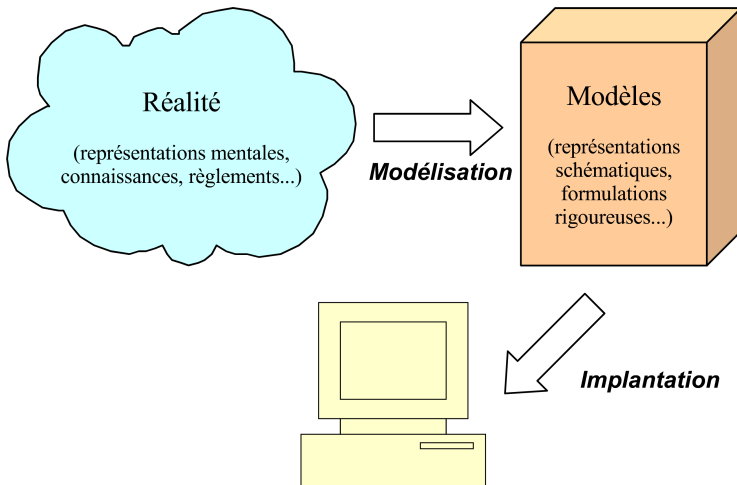 Réalité
(représentations mentales,
connaissances, règlements...)
Modélisation
Modèles
(représentations
schématiques,
formulations
rigoureuses...)
Implantation